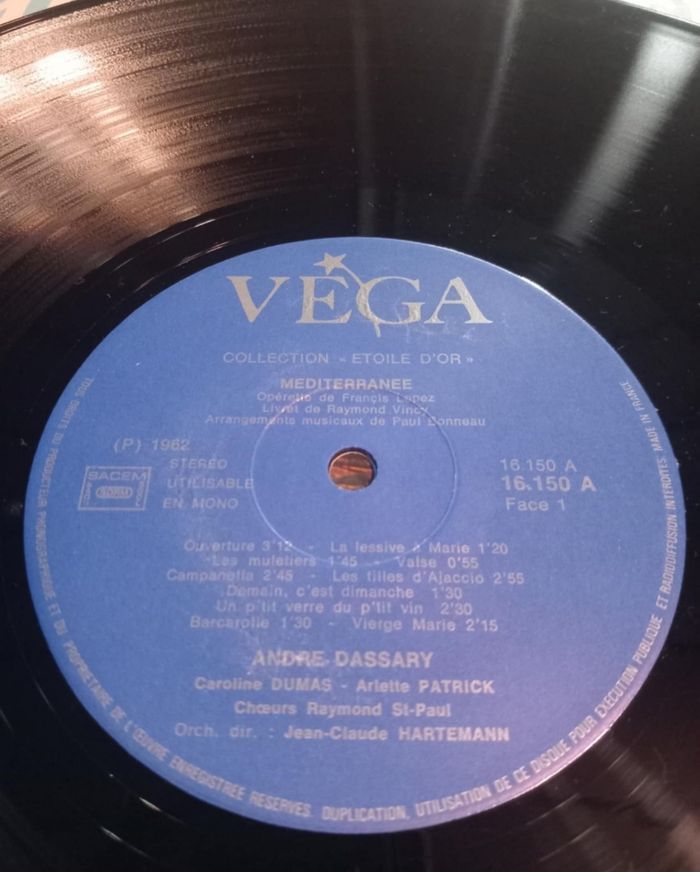 VÉGA
COLLECTION « ETOILE D'OR »
MEDITERRANEE
Opérette de Francis Lopez
Livret de Raymond Vincy
Arrangements musicaux de Paul Bonneau
(P) 1962
STEREO
UTILISABLE
EN MONO
SACEM
SDRM
16.150 A
16.150 A
Face 1
Ouverture 3'12 - La lessive à Marie 1'20
Les muletiers 1'45 - Valse 0'55
Campanella 2'45 - Les filles d'Ajaccio 2'55
Demain, c'est dimanche 1'30
Un p'tit verre du p'tit vin 2'30
Barcarolle 1'30 - Vierge Marie 2'15
ANDRE DASSARY
Caroline DUMAS - Arlette PATRICK
Chœurs Raymond St-Paul
Orch. dir. : Jean-Claude HARTEMANN
TOUS DROITS DU PRODUCTEUR PHONOGRAPHIQUE ET DU PROPRIETAIRE DE L'ŒUVRE ENREGISTREE RESERVES. DUPLICATION, UTILISATION DE CE DISQUE POUR EXECUTION PUBLIQUE ET RADIODIFFUSION INTERDITES. MADE IN FRANCE